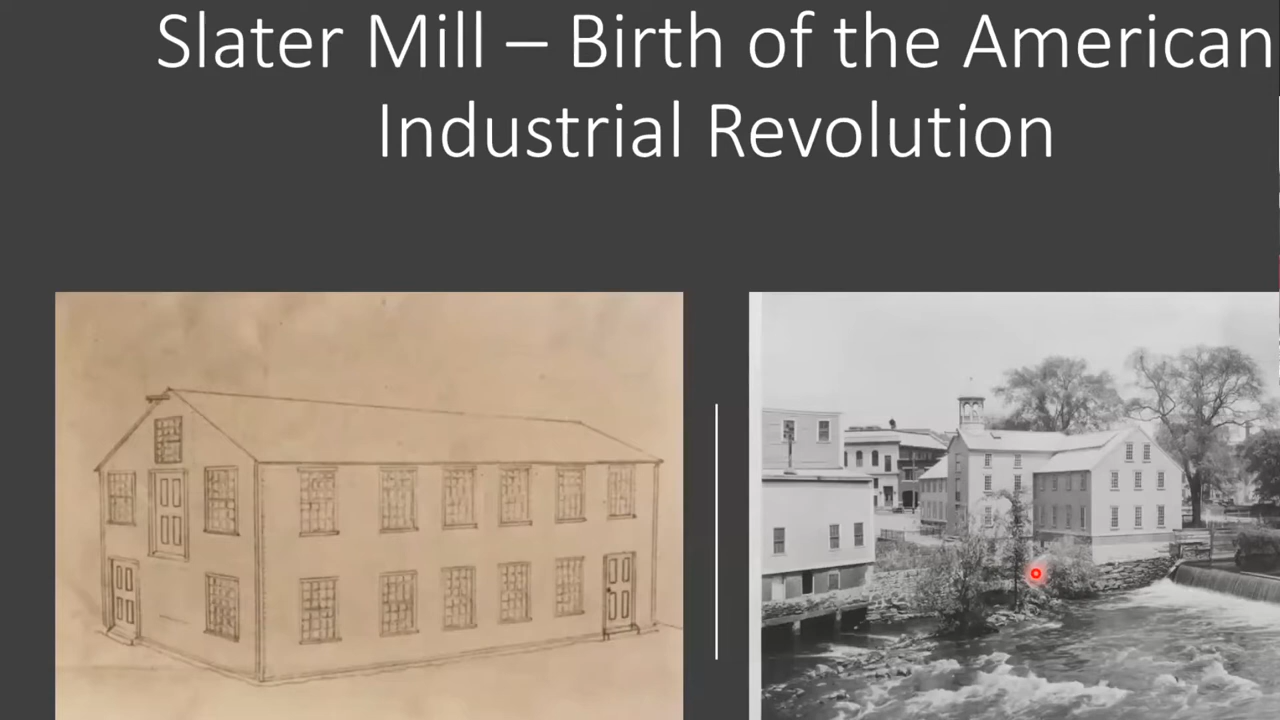 Slater Mill – Birth of the American
Industrial Revolution